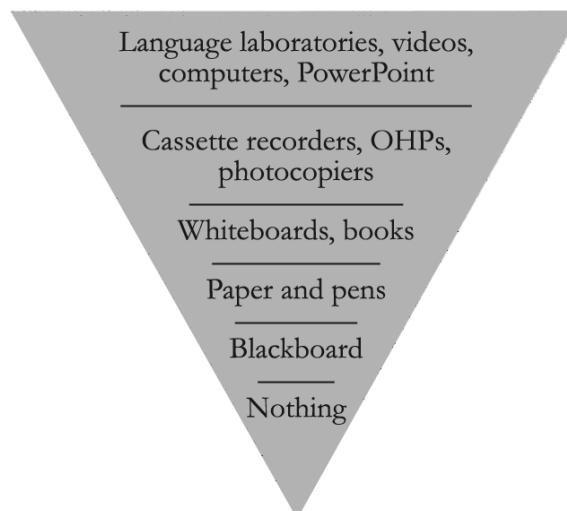 Language laboratories, videos,
computers, PowerPoint
Cassette recorders, OHPs,
photocopiers
Whiteboards, books
Paper and pens
Blackboard
Nothing